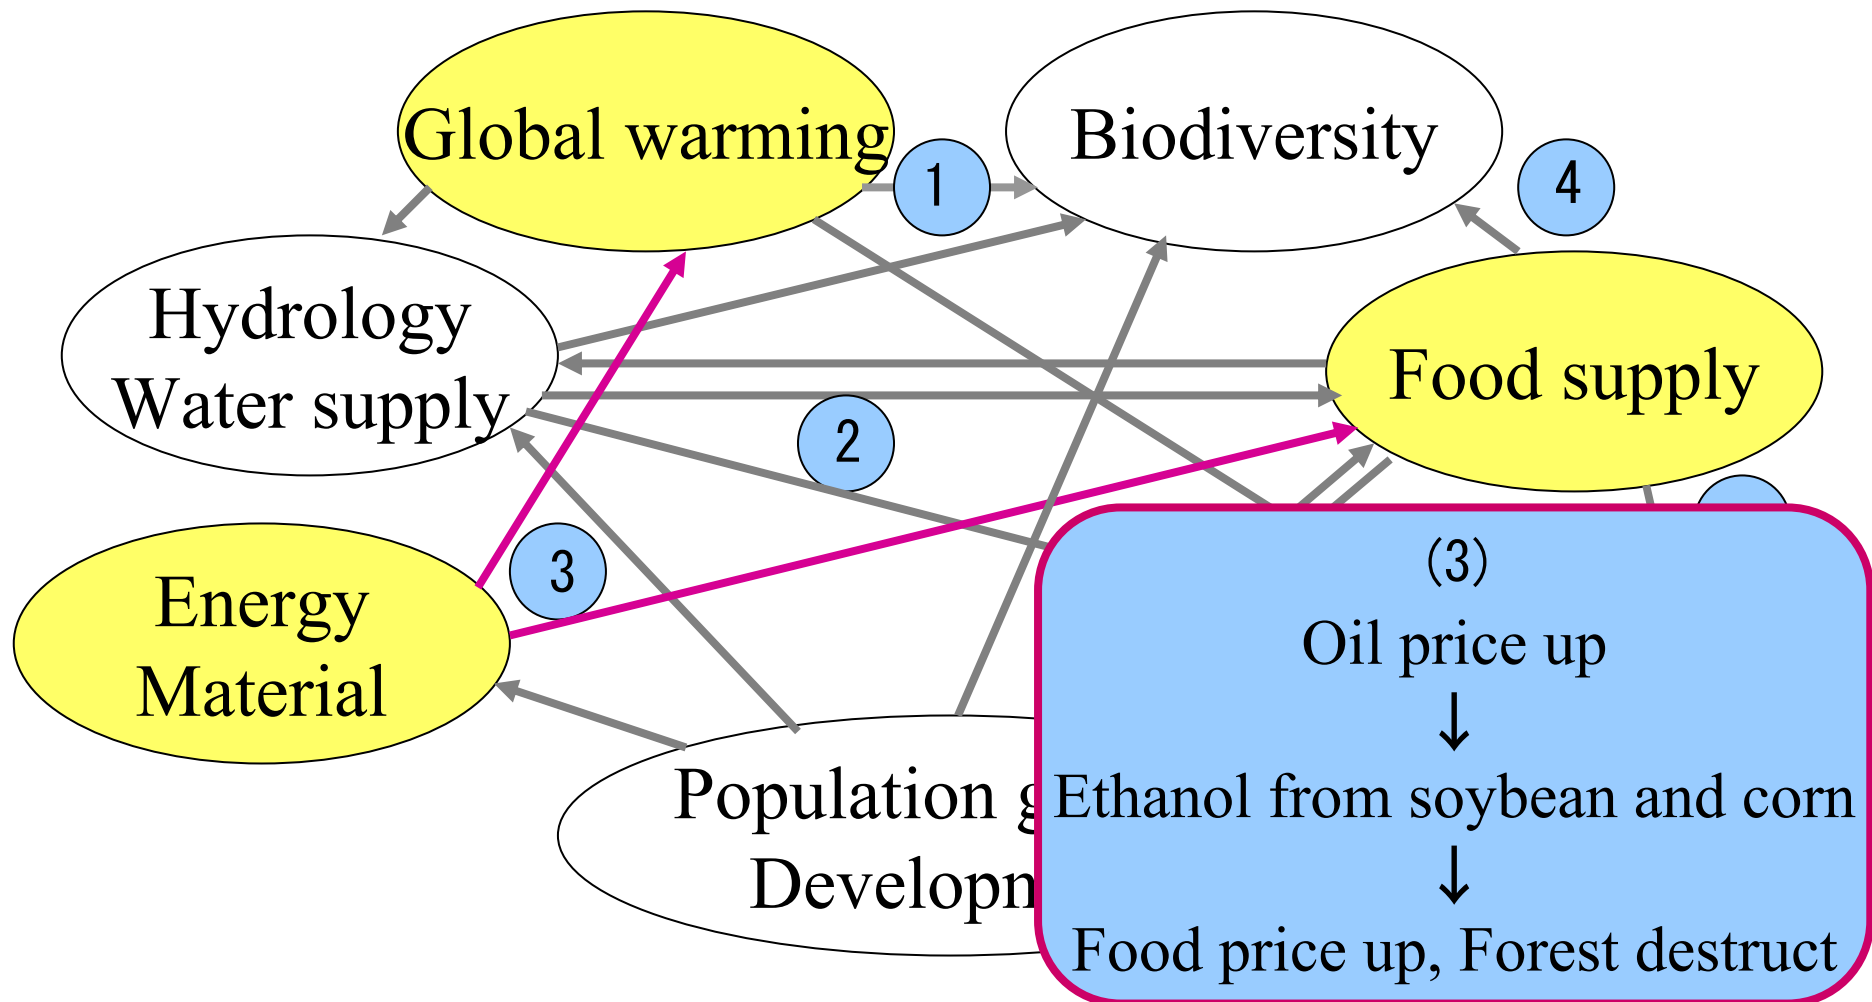 Global warming
Biodiversity
1
4
Hydrology
Water supply
Food supply
2
3
Energy
Material
Population
(3)
Oil price up
↓
Ethanol from soybean and corn
↓
Food price up, Forest destruct